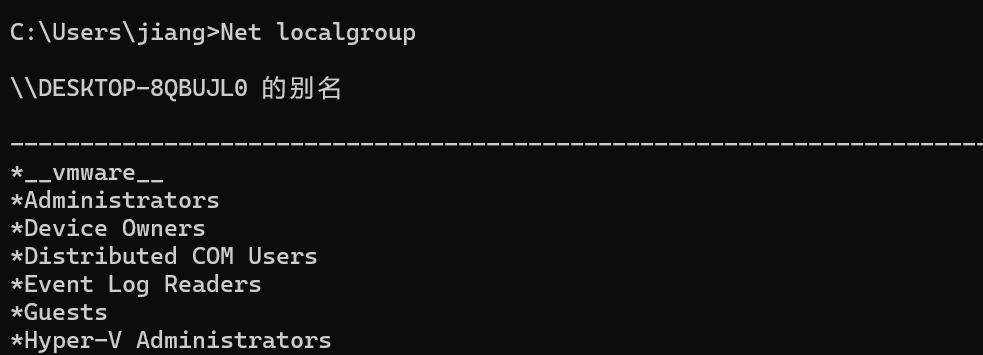 C:\Users\jiang>Net localgroup
\\DESKTOP-8QBUJL0 的别名
-------------------------------------------------------------------------------
*__vmware__
*Administrators
*Device Owners
*Distributed COM Users
*Event Log Readers
*Guests
*Hyper-V Administrators